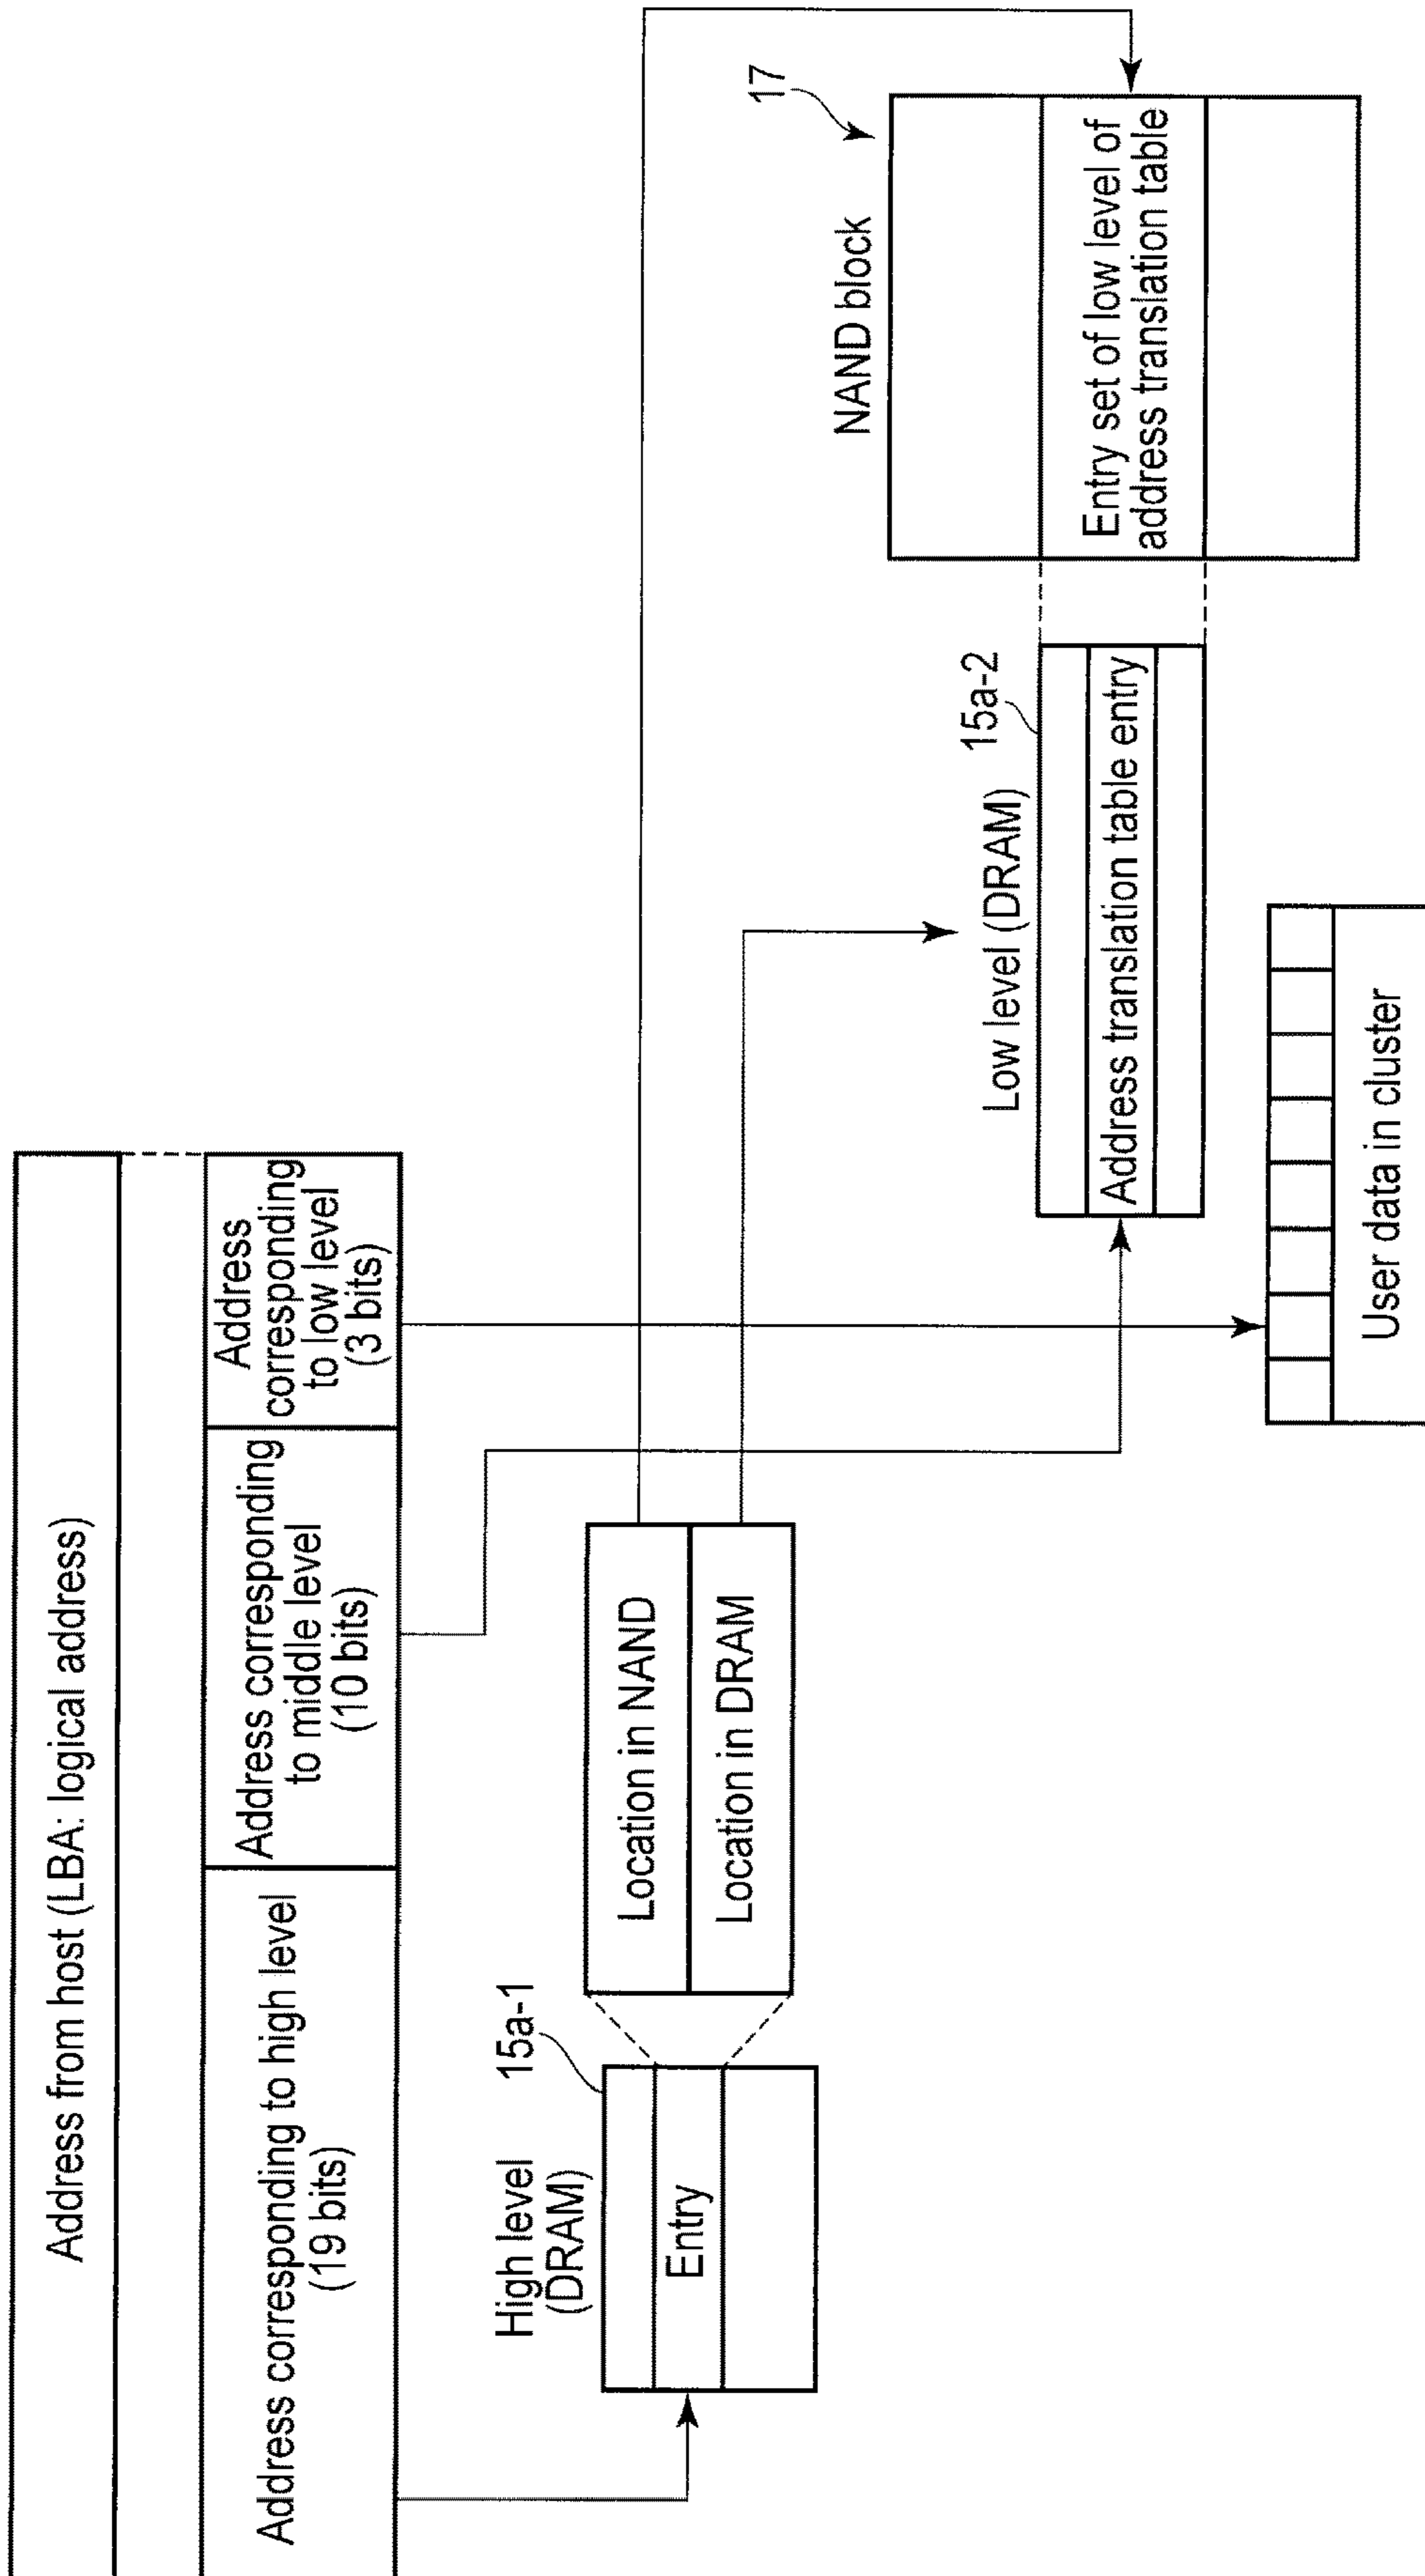 Address from host (LBA: logical address)
Address corresponding to high level
(19 bits)
Address corresponding
to middle level
(10 bits)
Address
corresponding
to low level
(3 bits)
High level
(DRAM)
15a-1
Entry
Location in NAND
Location in DRAM
NAND block
17
Entry set of low level of
address translation table
Low level (DRAM)
15a-2
Address translation table entry
User data in cluster